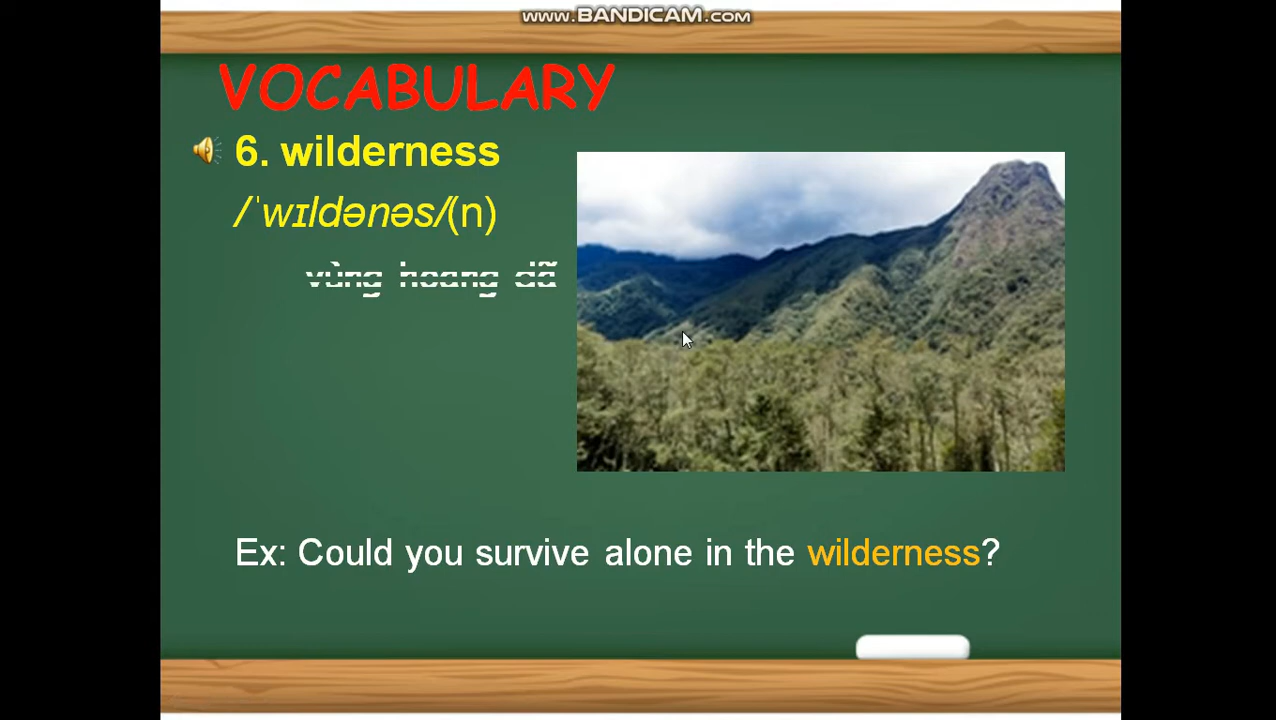 www.BANDICAM.com
VOCABULARY
6. wilderness
/ˈwɪldənəs/(n)
vùng hoang dã
Ex: Could you survive alone in the wilderness?